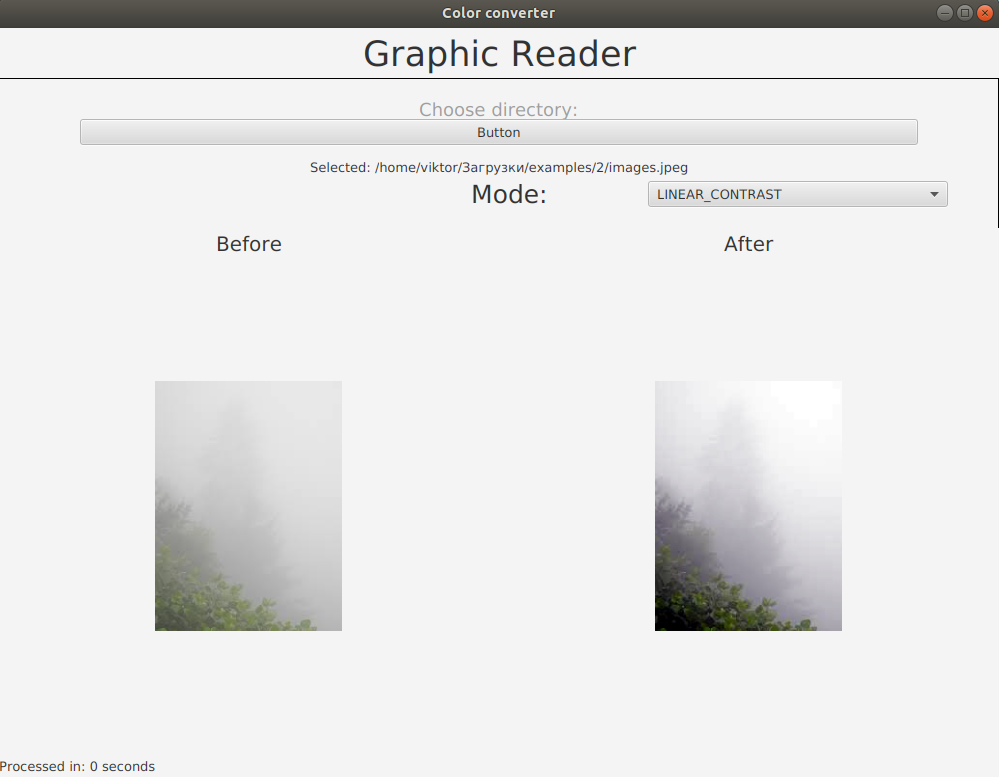 Color converter
Graphic Reader
Choose directory:
Button
Selected: /home/viktor/Загрузки/examples/2/images.jpeg
Mode:
LINEAR_CONTRAST
Before
After
Processed in: 0 seconds